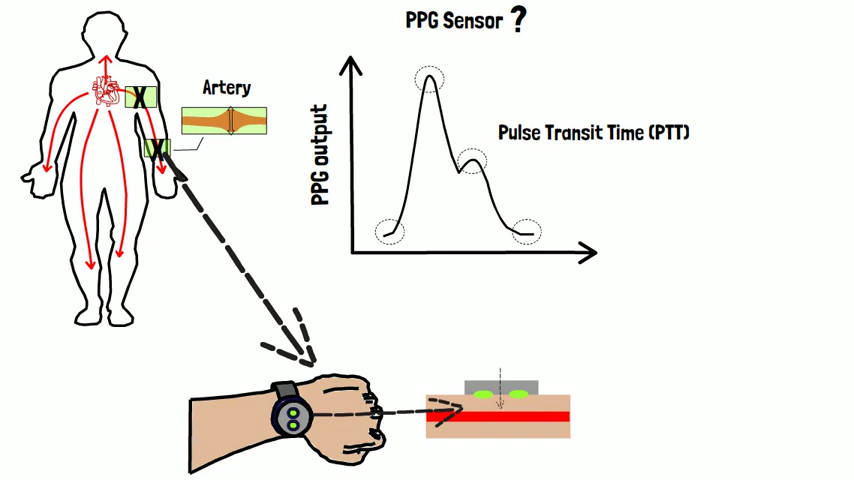 PPG Sensor ?
Artery
X
X
PPG output
Pulse Transit Time (PTT)